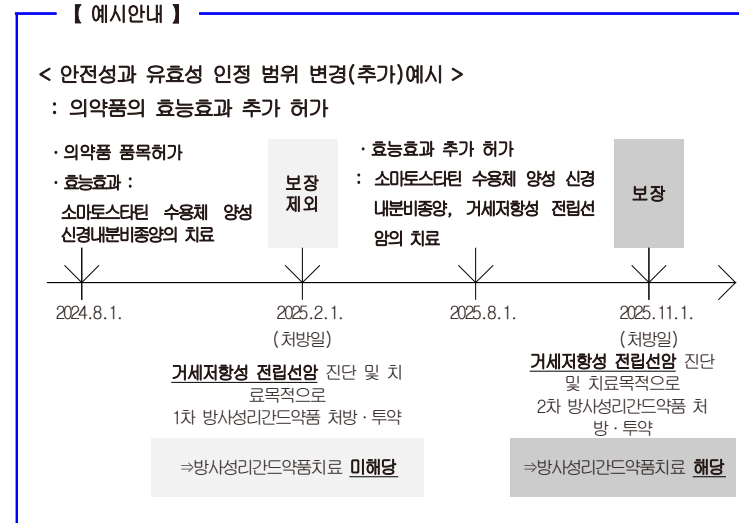 【 예시안내 】
< 안전성과 유효성 인정 범위 변경(추가)예시 >
: 의약품의 효능효과 추가 허가
· 의약품 품목허가
· 효능효과 :
소마토스타틴 수용체 양성
신경내분비종양의 치료
보장
제외
· 효능효과 추가 허가
: 소마토스타틴 수용체 양성 신경
내분비종양, 거세저항성 전립선
암의 치료
보장
2024.8.1.
2025.2.1.
(처방일)
2025.8.1.
2025.11.1.
(처방일)
거세저항성 전립선암 진단 및 치
료목적으로
1차 방사성리간드약품 처방·투약
⇒방사성리간드약품치료 미해당
거세저항성 전립선암 진단
및 치료목적으로
2차 방사성리간드약품 처
방·투약
⇒방사성리간드약품치료 해당